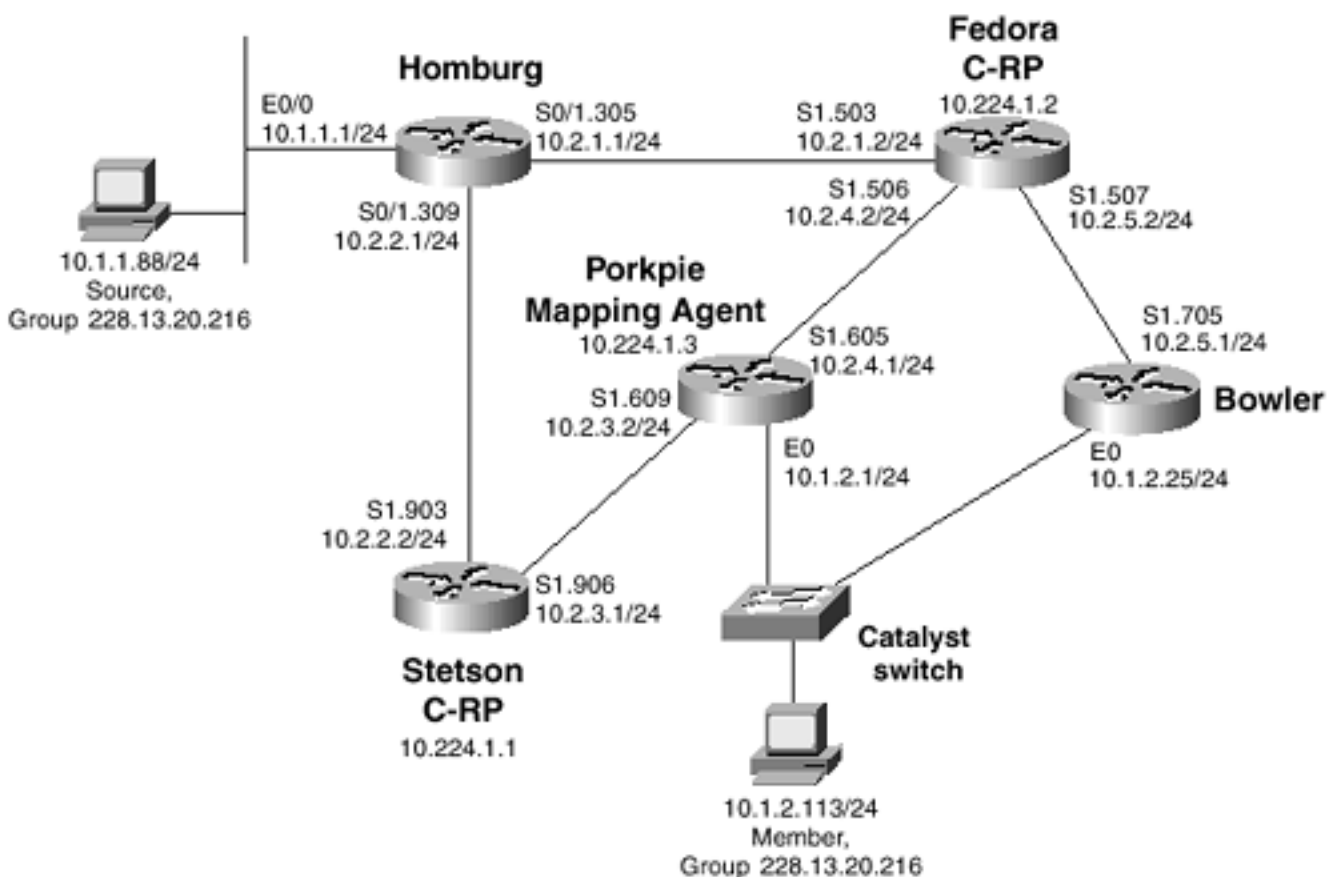 Fedora
C-RP
10.224.1.2
Homburg
E0/0
10.1.1.1/24
S0/1.305
10.2.1.1/24
S1.503
10.2.1.2/24
S1.506
10.2.4.2/24
S1.507
10.2.5.2/24
S0/1.309
10.2.2.1/24
10.1.1.88/24
Source,
Group 228.13.20.216
Porkpie
Mapping Agent
10.224.1.3
S1.605
10.2.4.1/24
S1.705
10.2.5.1/24
Bowler
S1.609
10.2.3.2/24
E0
10.1.2.1/24
E0
10.1.2.25/24
S1.903
10.2.2.2/24
S1.906
10.2.3.1/24
Stetson
C-RP
10.224.1.1
Catalyst
switch
10.1.2.113/24
Member,
Group 228.13.20.216